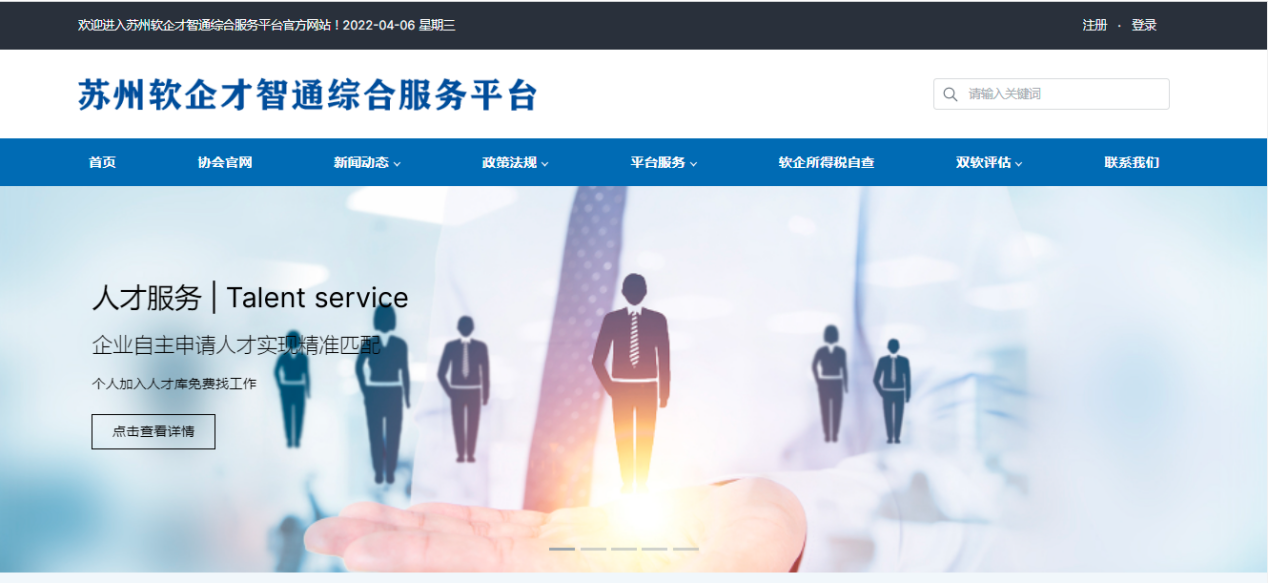 欢迎进入苏州软企才智通综合服务平台官方网站！2022-04-06 星期三
注册 · 登录
苏州软企才智通综合服务平台
请输入关键词
首页 协会官网 新闻动态 政策法规 平台服务 软企所得税自查 双软评估 联系我们
人才服务 | Talent service
企业自主申请人才实现精准匹配
个人加入人才库免费找工作
点击查看详情